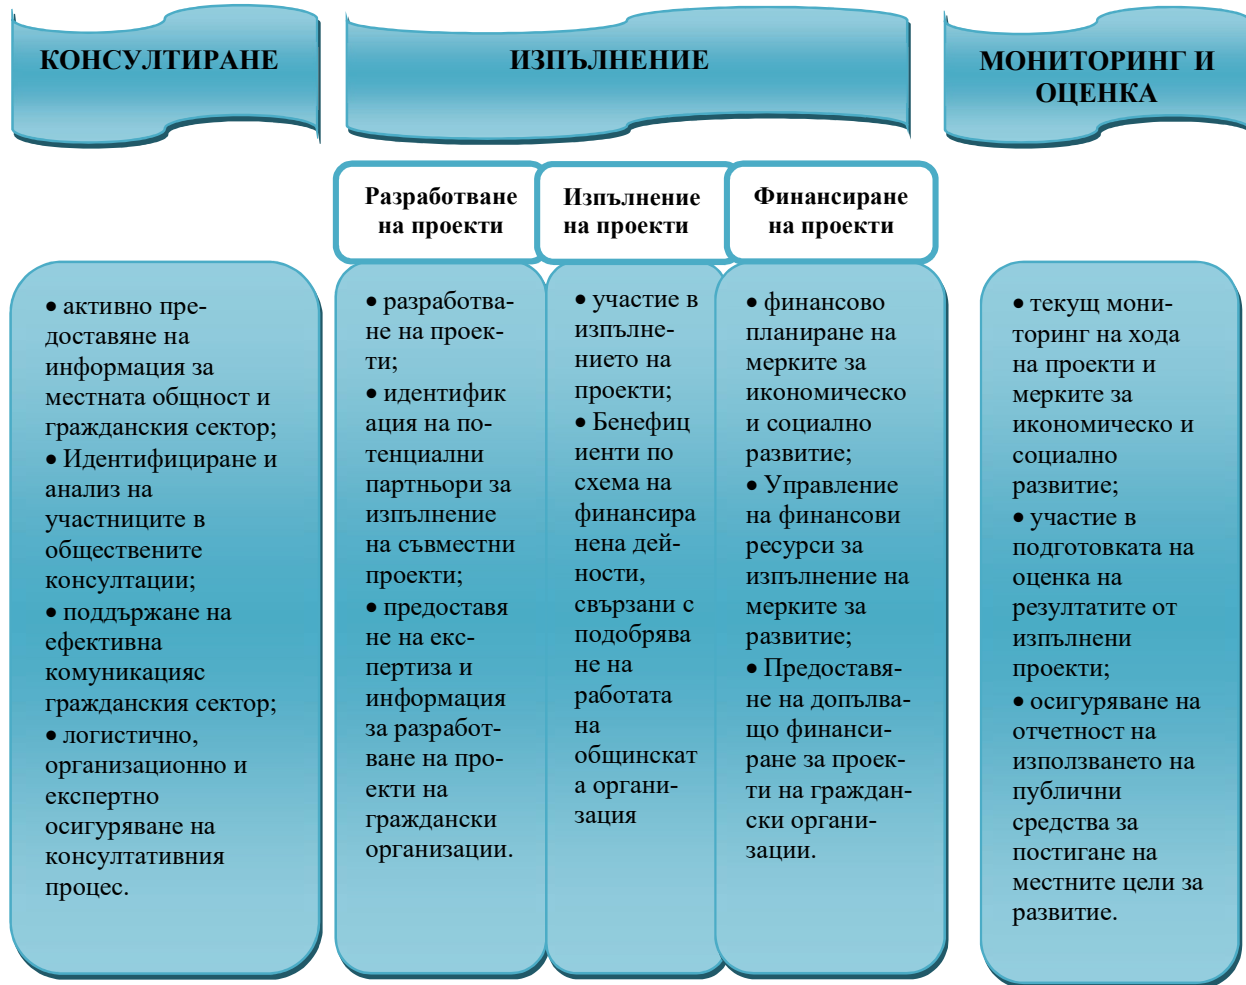 КОНСУЛТИРАНЕ
ИЗПЪЛНЕНИЕ
МОНИТОРИНГ И
ОЦЕНКА
Разработване
на проекти
Изпълнение
на проекти
Финансиране
на проекти
• активно пре-
доставяне на
информация за
местната общност и
гражданския сектор;
• Идентифициране и
анализ на
участниците в
обществените
консултации;
• поддържане на
ефективна
комуникацияс
гражданския сектор;
• логистично,
организационно и
експертно
осигуряване на
консултативния
процес.
• разработва-
не на проек-
ти;
• идентифик
ация на по-
тенциални
партньори за
изпълнение
на съвместни
проекти;
• предоставя
не на екс-
пертиза и
информация
за разработ-
ване на про-
екти на
граждански
организации.
• участие в
изпълне-
нието на
проекти;
• Бенефиц
иенти по
схема на
финансира
нена дей-
ности,
свързани с
подобрява
не на
работата
на
общинскат
а органи-
зация
• финансово
планиране на
мерките за
икономическо
и социално
развитие;
• Управление
на финансови
ресурси за
изпълнение на
мерките за
развитие;
• Предоставя-
не на допълва-
що финанси-
ране за проек-
ти на граждан-
ски органи-
зации.
• текущ мони-
торинг на хода
на проекти и
мерките за
икономическо и
социално
развитие;
• участие в
подготовката на
оценка на
резултатите от
изпълнени
проекти;
• осигуряване на
отчетност на
използването на
публични
средства за
постигане на
местните цели за
развитие.